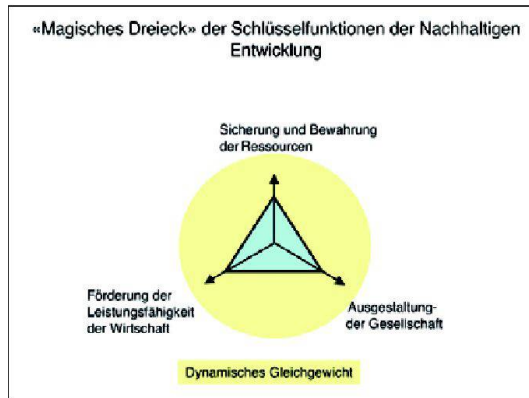 «Magisches Dreieck» der Schlüsselfunktionen der Nachhaltigen
Entwicklung
Sicherung und Bewahrung
der Ressourcen
Förderung der
Leistungsfähigkeit
der Wirtschaft
Ausgestaltung-
der Gesellschaft
Dynamisches Gleichgewicht